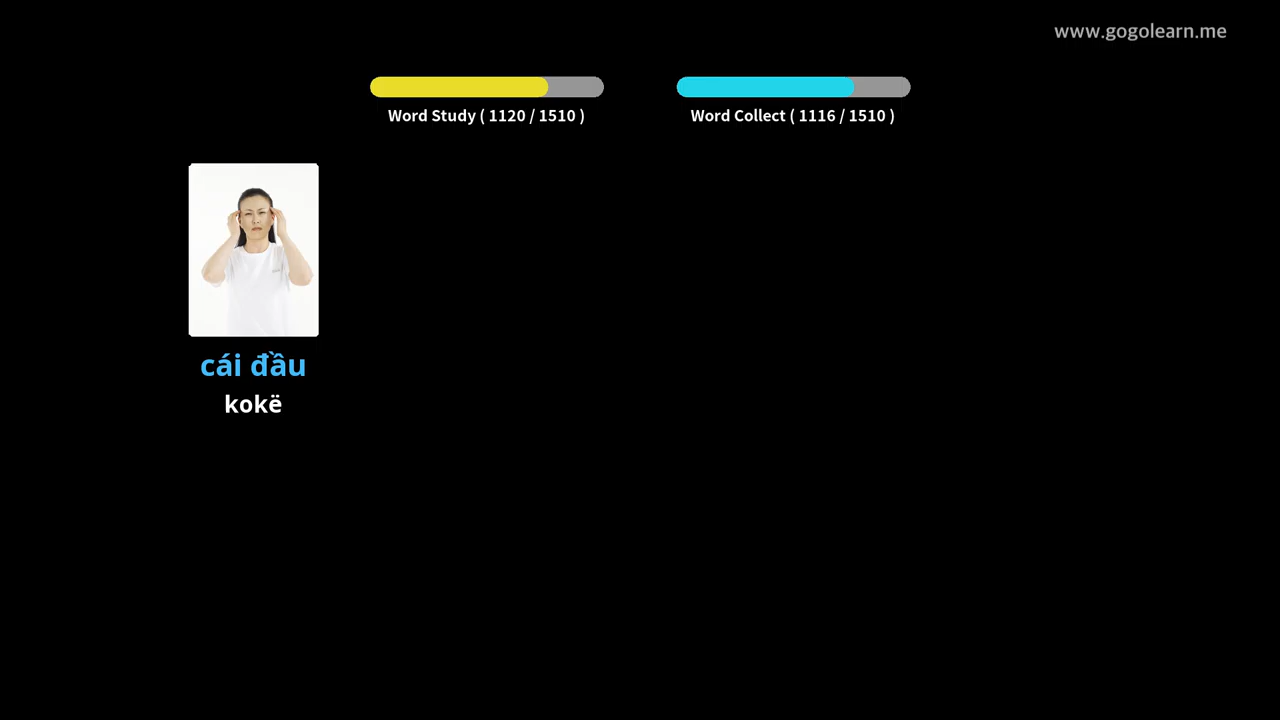 www.gogolearn.me
Word Study ( 1120 / 1510 )
Word Collect ( 1116 / 1510 )
cái đầu
kokë